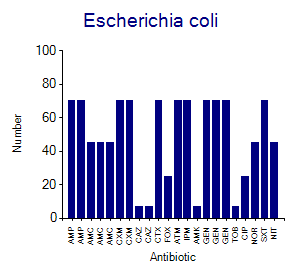 Escherichia coli
100
80
60
40
20
0
Number
AMP
AMP
AMC
AMC
AMC
CXM
CXM
CAZ
CAZ
CTX
FOX
ATM
IPM
AMK
GEN
GEN
GEN
TOB
CIP
NOR
SXT
NIT
Antibiotic